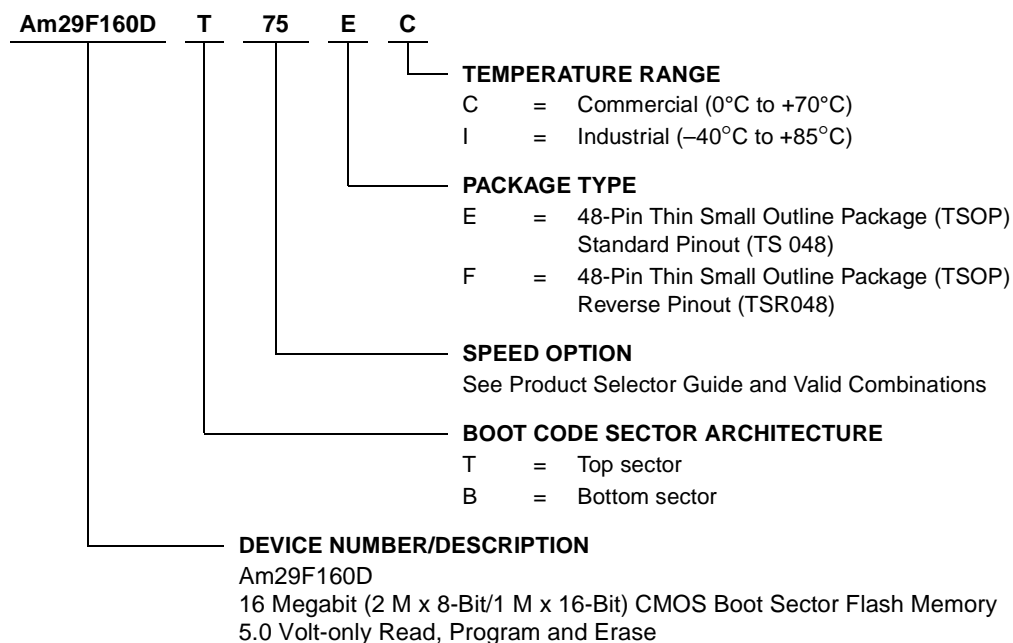 Am29F160D T 75 E C
TEMPERATURE RANGE
C = Commercial (0°C to +70°C)
I = Industrial (–40°C to +85°C)
PACKAGE TYPE
E = 48-Pin Thin Small Outline Package (TSOP)
Standard Pinout (TS 048)
F = 48-Pin Thin Small Outline Package (TSOP)
Reverse Pinout (TSR048)
SPEED OPTION
See Product Selector Guide and Valid Combinations
BOOT CODE SECTOR ARCHITECTURE
T = Top sector
B = Bottom sector
DEVICE NUMBER/DESCRIPTION
Am29F160D
16 Megabit (2 M x 8-Bit/1 M x 16-Bit) CMOS Boot Sector Flash Memory
5.0 Volt-only Read, Program and Erase